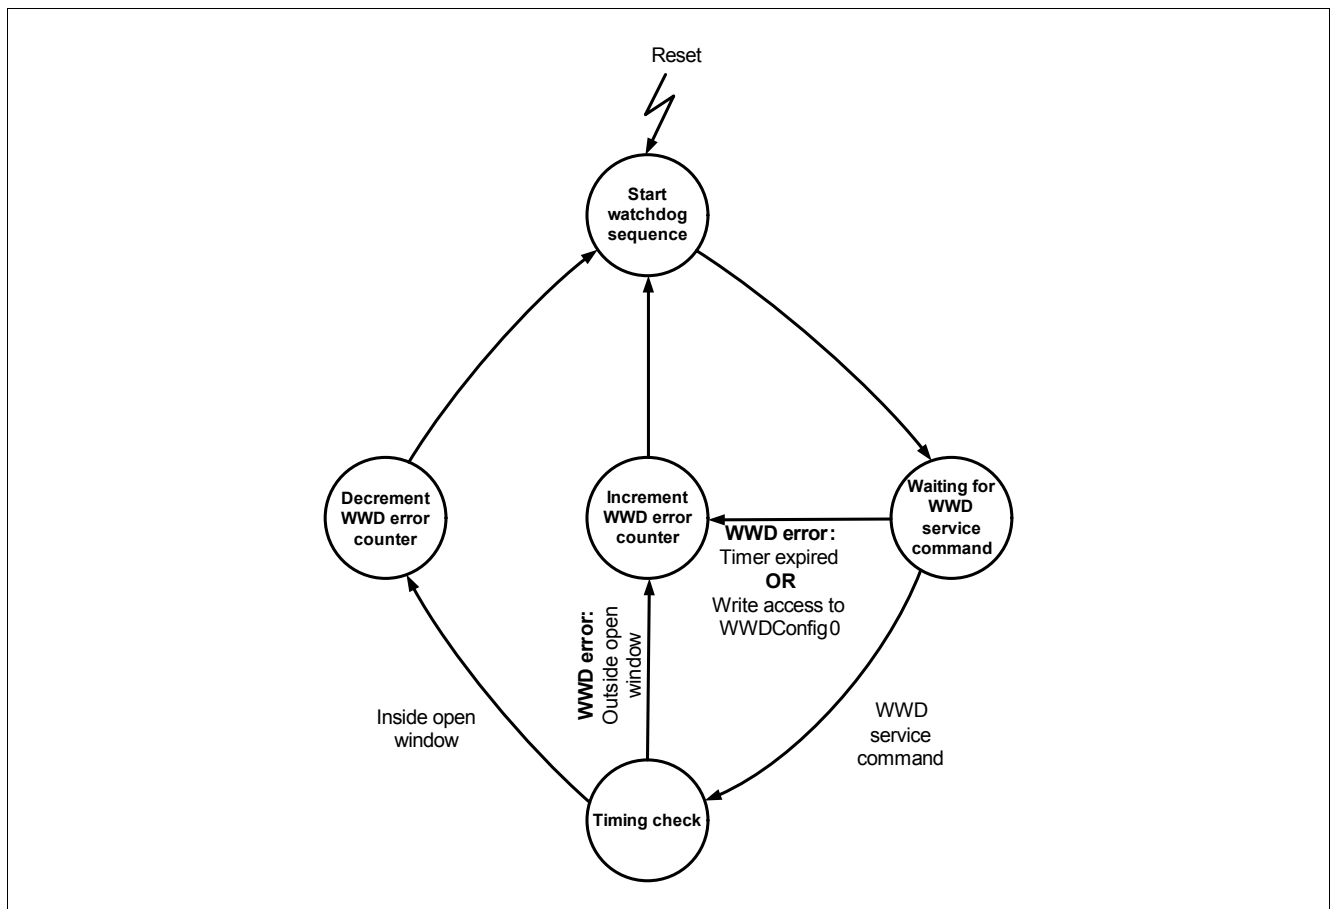 Reset
Start
watchdog
sequence
Decrement
WWD error
counter
Increment
WWD error
counter
Waiting for
WWD
service
command
WWD error:
Timer expired
OR
Write access to
WWDConfig0
WWD error:
Outside open
window
Inside open
window
WWD
service
command
Timing check